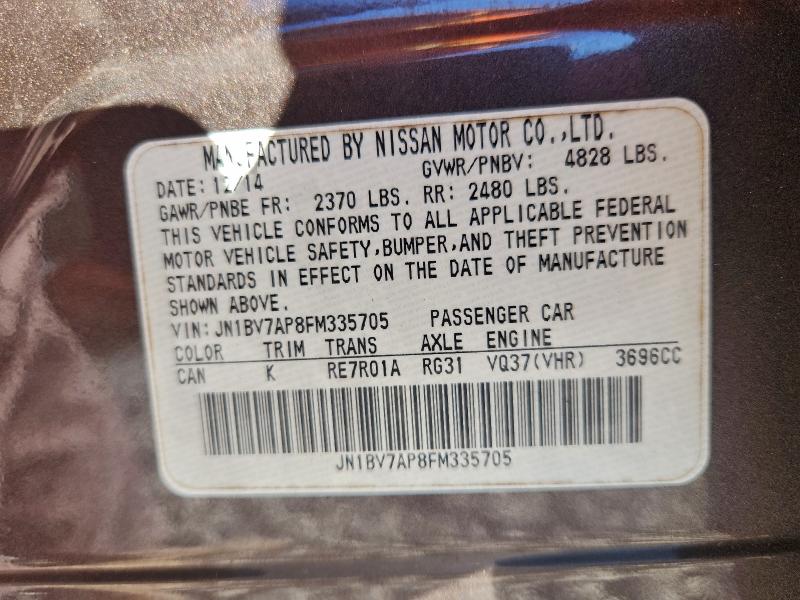 MANUFACTURED BY NISSAN MOTOR CO.,LTD.
DATE: 12/14 GVWR/PNBV: 4828 LBS.
GAWR/PNBE FR: 2370 LBS. RR: 2480 LBS.
THIS VEHICLE CONFORMS TO ALL APPLICABLE FEDERAL
MOTOR VEHICLE SAFETY,BUMPER,AND THEFT PREVENTION
STANDARDS IN EFFECT ON THE DATE OF MANUFACTURE
SHOWN ABOVE.
VIN: JN1BV7AP8FM335705 PASSENGER CAR
COLOR TRIM TRANS AXLE ENGINE
CAN K RE7R01A RG31 VQ37(VHR) 3696CC
JN1BV7AP8FM335705